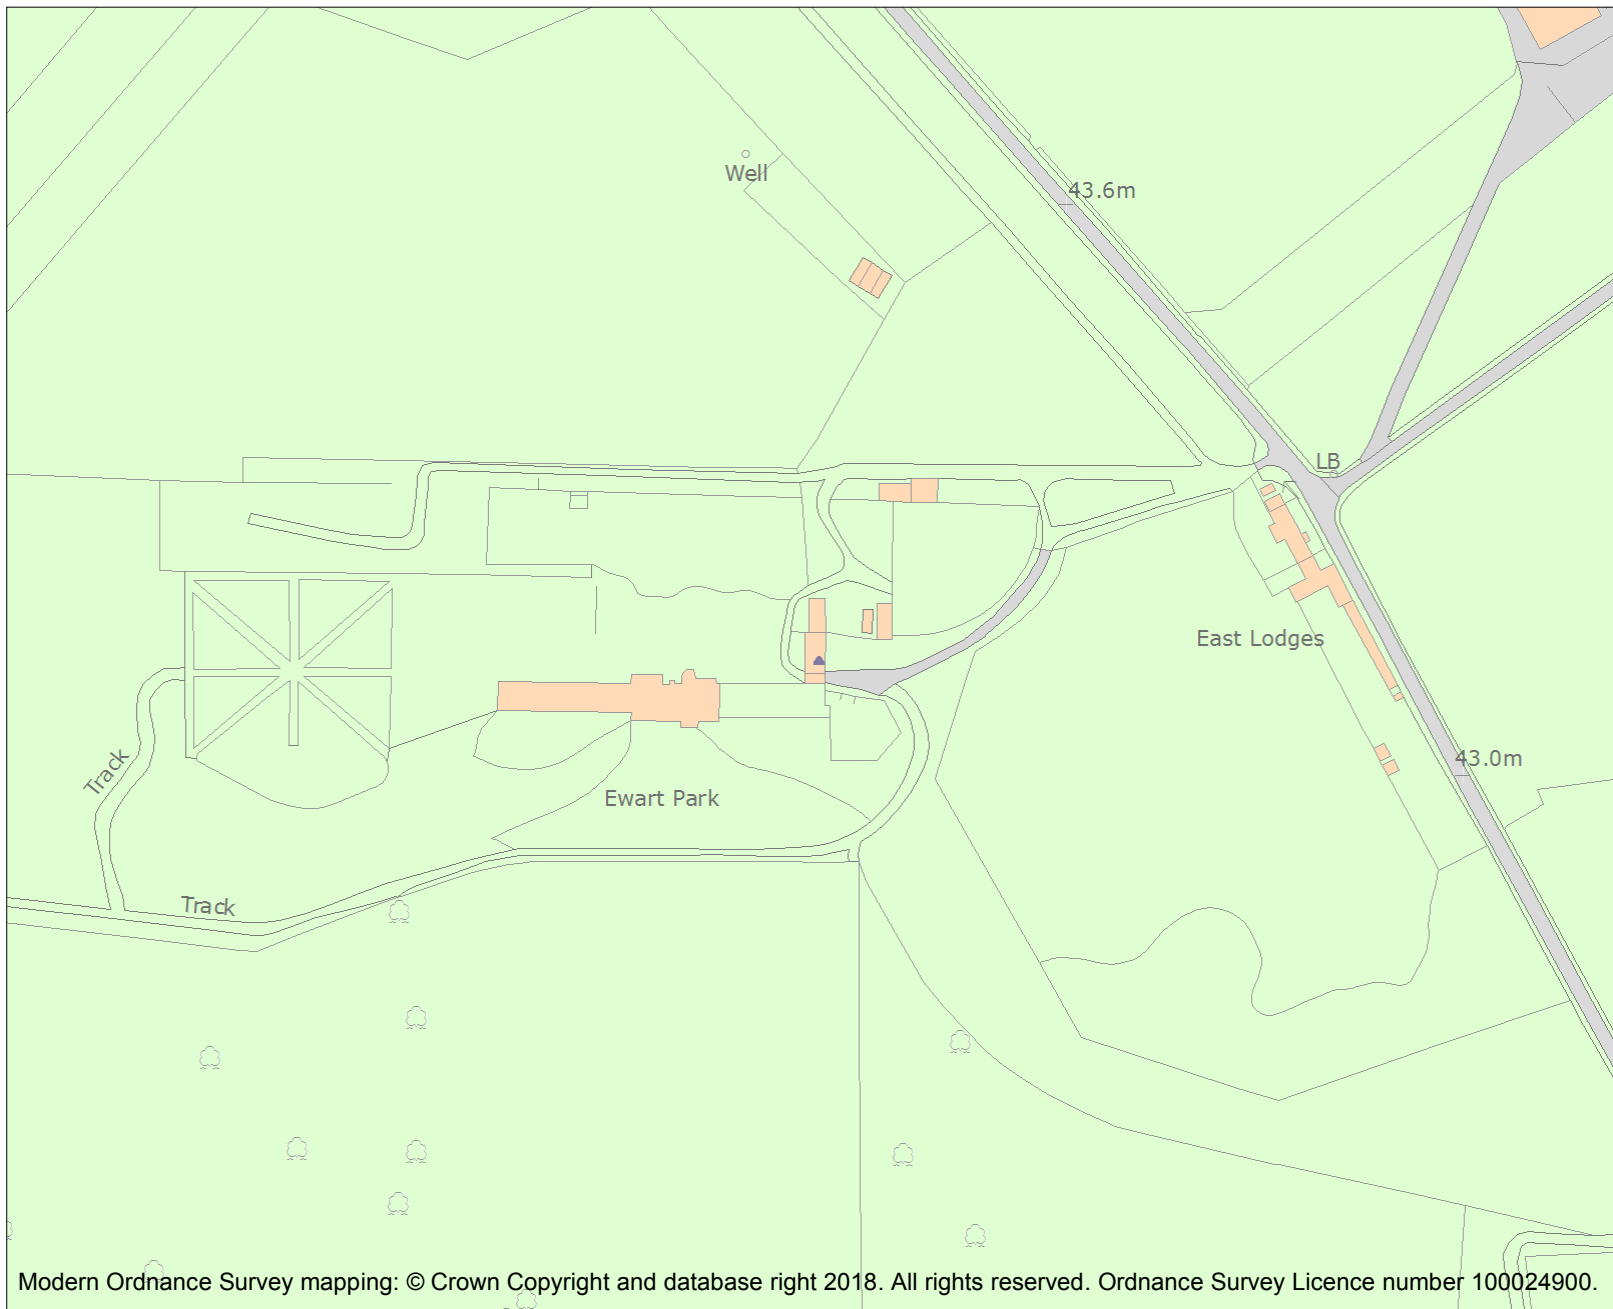 Well
43.6m
LB
East Lodges
43.0m
Track
Ewart Park
Track
Modern Ordnance Survey mapping: © Crown Copyright and database right 2018. All rights reserved. Ordnance Survey Licence number 100024900.